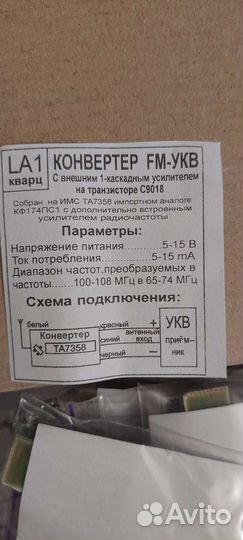 LA1
кварц
КОНВЕРТЕР FM-УКВ
С внешним 1-каскадным усилителем
на транзисторе С9018
Собран на ИМС ТА7358 импортном аналоге
КФ174ПС1 с дополнительно встроенным
усилителем радиочастоты
Параметры:
Напряжение питания..............5-15 В
Ток потребления....................5-15 mA
Диапазон частот,преобразуемых в
частоты.........100-108 МГц в 65-74 МГц
Схема подключения:
белый
Конвертер
ТА7358
красный +
синий
антенный
вход
черный –
УКВ
приём-
ник
Avito